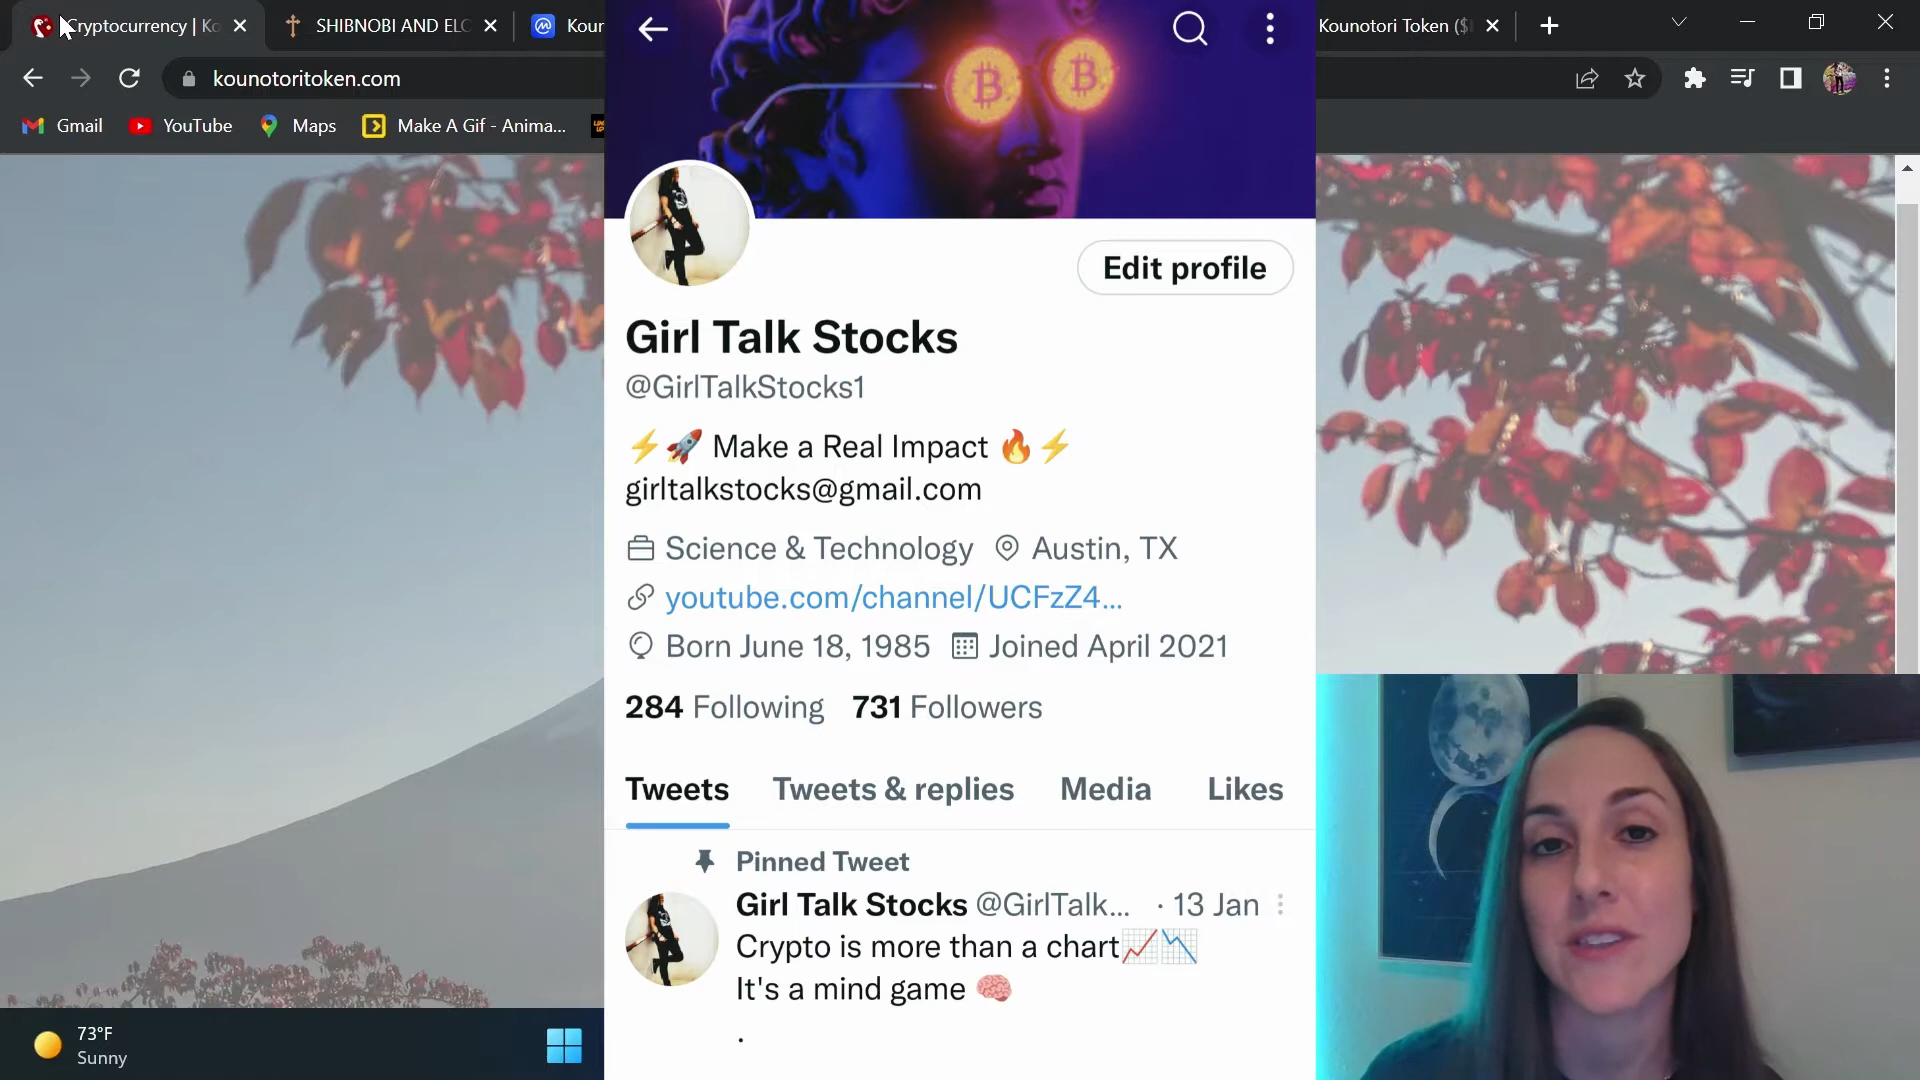 Cryptocurrency | Ko
SHIBNOBI AND ELO
Kour
Kounotori Token ($
kounotoritoken.com
Gmail
YouTube
Maps
Make A Gif - Anima...
Edit profile
Girl Talk Stocks
@GirlTalkStocks1
⚡🚀 Make a Real Impact 🔥⚡
girltalkstocks@gmail.com
Science & Technology Austin, TX
youtube.com/channel/UCFzZ4...
Born June 18, 1985 Joined April 2021
284 Following 731 Followers
Tweets Tweets & replies Media Likes
Pinned Tweet
Girl Talk Stocks @GirlTalk... · 13 Jan
Crypto is more than a chart📈📉
It's a mind game 🧠
.
73°F
Sunny